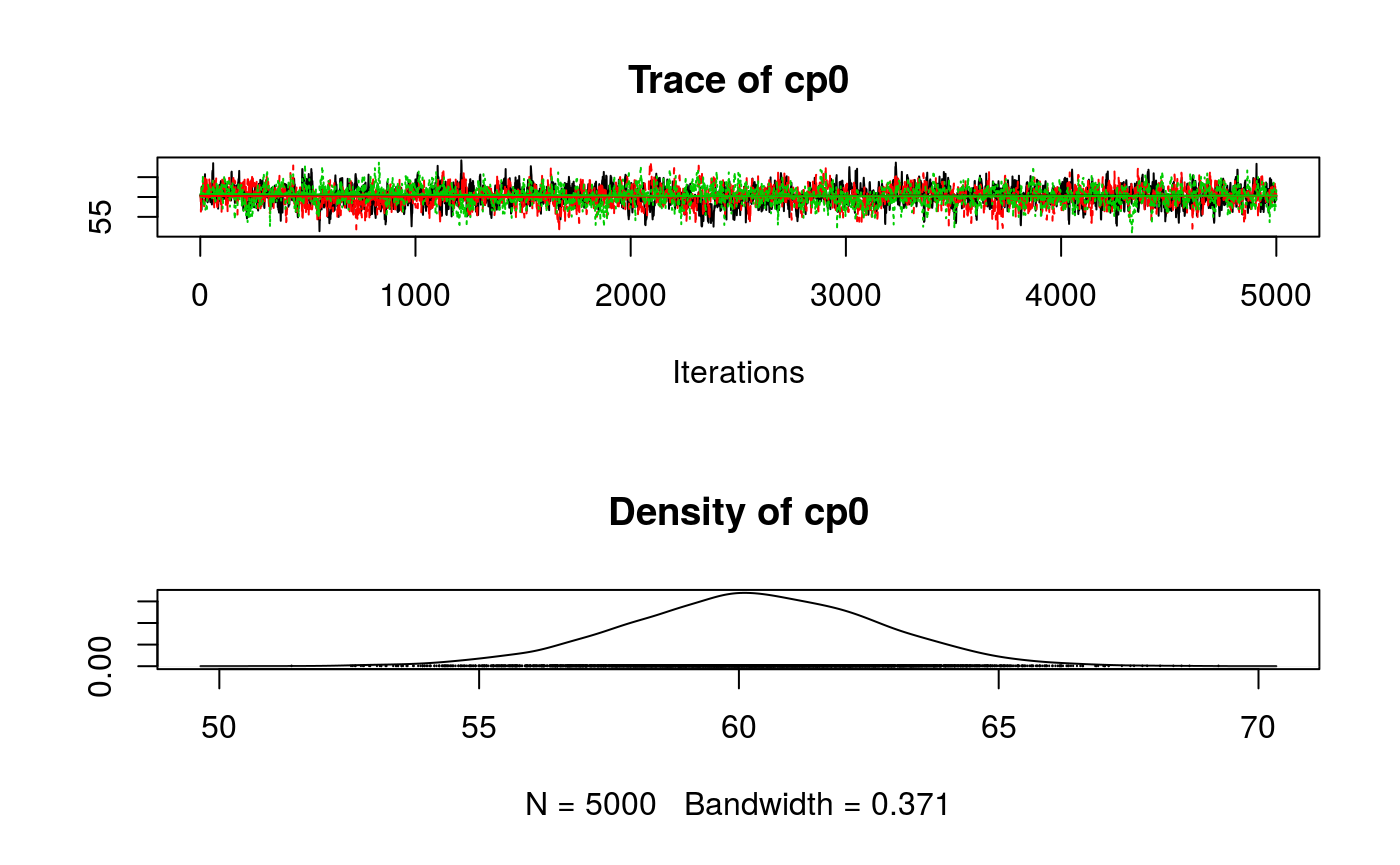 Trace of cp0
55
0 1000 2000 3000 4000 5000
Iterations
Density of cp0
0.00
50 55 60 65 70
N = 5000 Bandwidth = 0.371